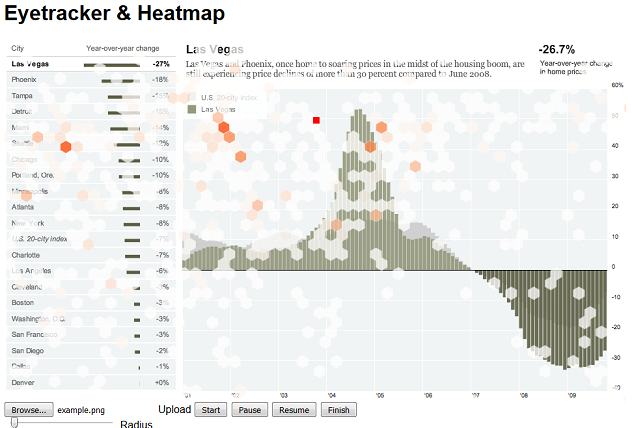 Eyetracker & Heatmap
City Year-over-year change
Las Vegas -27%
Phoenix -18%
Tampa
Detroit
Miami -14%
Chicago -10%
Portland, Ore. -10%
Minneapolis -8%
Atlanta -8%
New York -8%
U.S. 20-city index -7%
Charlotte -7%
Los Angeles -6%
Cleveland -3%
Boston -3%
Washington, D.C. -3%
San Francisco -3%
San Diego -2%
Dallas -1%
Denver +0%
Las Vegas
Las Vegas and Phoenix, once home to soaring prices in the midst of the housing boom, are
still experiencing price declines of more than 30 percent compared to June 2008.
-26.7%
Year-over-year change
in home prices
U.S. 20-city index
Las Vegas
60%
50
40
30
20
10
0
-10
-20
-30
-40
'01 '02 '03 '04 '05 '06 '07 '08 '09
Browse... example.png Upload Start Pause Resume Finish
Radius